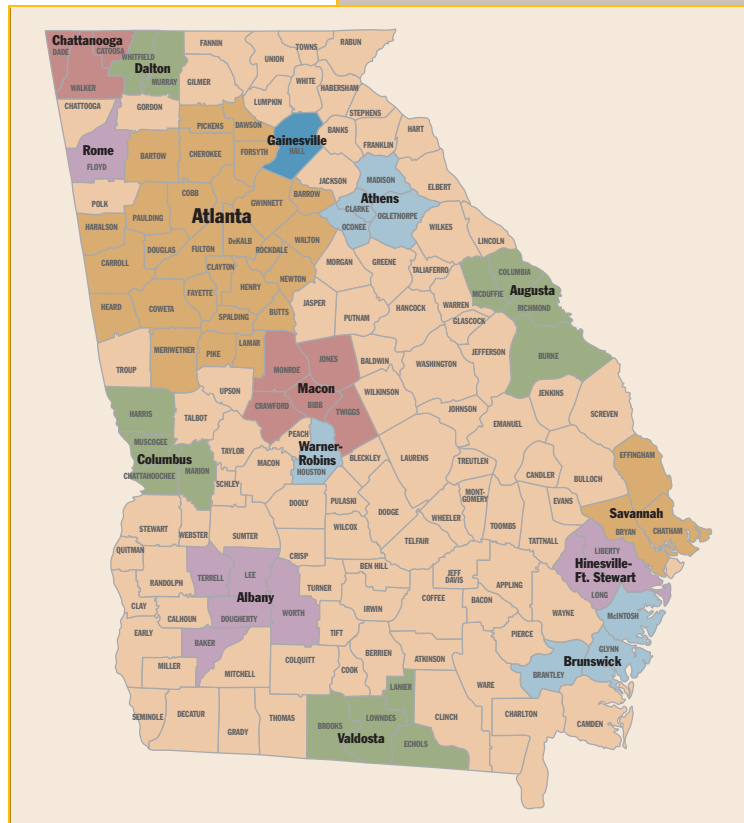 Chattanooga
DADE
CATOOSA
WALKER
WHITFIELD
Dalton
MURRAY
FANNIN
GILMER
UNION
TOWNS
RABUN
WHITE
HABERSHAM
LUMPKIN
STEPHENS
CHATTOOGA
GORDON
PICKENS
DAWSON
BANKS
FRANKLIN
HART
Rome
FLOYD
BARTOW
CHEROKEE
FORSYTH
Gainesville
HALL
JACKSON
MADISON
ELBERT
POLK
COBB
GWINNETT
BARROW
Athens
CLARKE
OGLETHORPE
OCONEE
WILKES
LINCOLN
HARALSON
PAULDING
Atlanta
DOUGLAS
FULTON
DeKALB
ROCKDALE
WALTON
MORGAN
GREENE
TALIAFERRO
COLUMBIA
MCDUFFIE
Augusta
RICHMOND
CARROLL
CLAYTON
HENRY
NEWTON
HEARD
COWETA
FAYETTE
SPALDING
BUTTS
JASPER
PUTNAM
HANCOCK
WARREN
GLASCOCK
TROUP
MERIWETHER
PIKE
LAMAR
MONROE
JONES
BALDWIN
WASHINGTON
JEFFERSON
BURKE
UPSON
Macon
CRAWFORD
BIBB
TWIGGS
WILKINSON
JOHNSON
EMANUEL
JENKINS
SCREVEN
HARRIS
TALBOT
MUSCOGEE
Columbus
CHATTAHOOCHEE
MARION
TAYLOR
SCHLEY
MACON
PEACH
Warner-
Robins
HOUSTON
BLECKLEY
LAURENS
TREUTLEN
CANDLER
BULLOCH
EFFINGHAM
STEWART
WEBSTER
SUMTER
DOOLY
PULASKI
DODGE
WHEELER
MONT-
GOMERY
TOOMBS
EVANS
TATTNALL
Savannah
BRYAN
CHATHAM
QUITMAN
RANDOLPH
TERRELL
LEE
CRISP
WILCOX
TELFAIR
LIBERTY
Hinesville-
Ft. Stewart
LONG
CLAY
CALHOUN
Albany
DOUGHERTY
WORTH
TURNER
BEN HILL
IRWIN
JEFF
DAVIS
COFFEE
APPLING
BACON
WAYNE
McINTOSH
EARLY
BAKER
MILLER
MITCHELL
COLQUITT
TIFT
COOK
BERRIEN
ATKINSON
WARE
PIERCE
BRANTLEY
GLYNN
Brunswick
SEMINOLE
DECATUR
GRADY
THOMAS
BROOKS
LANIER
LOWNDES
Valdosta
ECHOLS
CLINCH
CHARLTON
CAMDEN